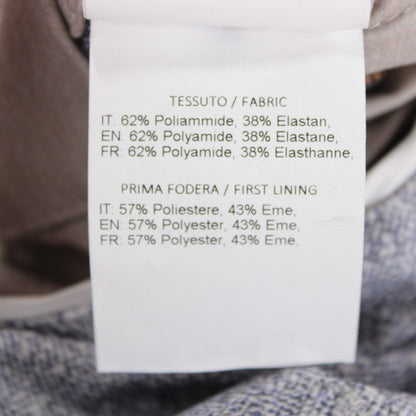 TESSUTO / FABRIC
IT: 62% Poliammide, 38% Elastan,
EN: 62% Polyamide, 38% Elastane,
FR: 62% Polyamide, 38% Elasthanne,
PRIMA FODERA / FIRST LINING
IT: 57% Poliestere, 43% Eme,
EN: 57% Polyester, 43% Eme,
FR: 57% Polyester, 43% Eme,